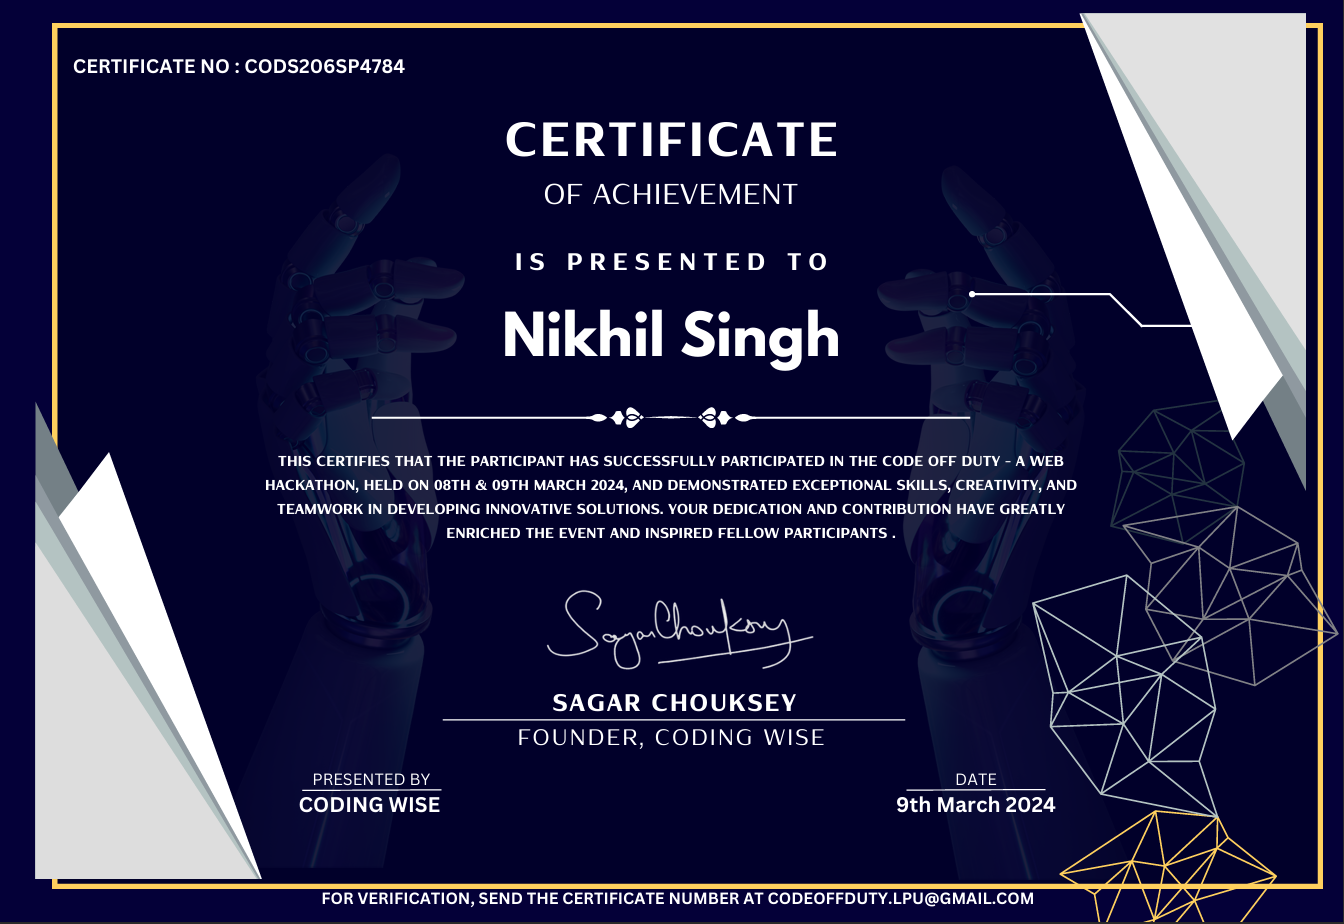 CERTIFICATE NO : CODS206SP4784
CERTIFICATE
OF ACHIEVEMENT
IS PRESENTED TO
Nikhil Singh
THIS CERTIFIES THAT THE PARTICIPANT HAS SUCCESSFULLY PARTICIPATED IN THE CODE OFF DUTY - A WEB
HACKATHON, HELD ON 08TH & 09TH MARCH 2024, AND DEMONSTRATED EXCEPTIONAL SKILLS, CREATIVITY, AND
TEAMWORK IN DEVELOPING INNOVATIVE SOLUTIONS. YOUR DEDICATION AND CONTRIBUTION HAVE GREATLY
ENRICHED THE EVENT AND INSPIRED FELLOW PARTICIPANTS .
Sagar Chouksey
SAGAR CHOUKSEY
FOUNDER, CODING WISE
PRESENTED BY
CODING WISE
DATE
9th March 2024
FOR VERIFICATION, SEND THE CERTIFICATE NUMBER AT CODEOFFDUTY.LPU@GMAIL.COM